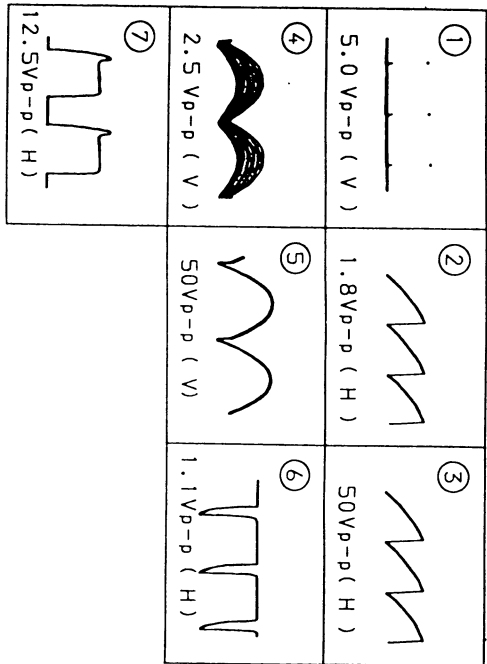 ①
5.0Vp-p(V)
②
1.8Vp-p(H)
③
50Vp-p(H)
④
2.5Vp-p(V)
⑤
50Vp-p(V)
⑥
1.1Vp-p(H)
⑦
12.5Vp-p(H)